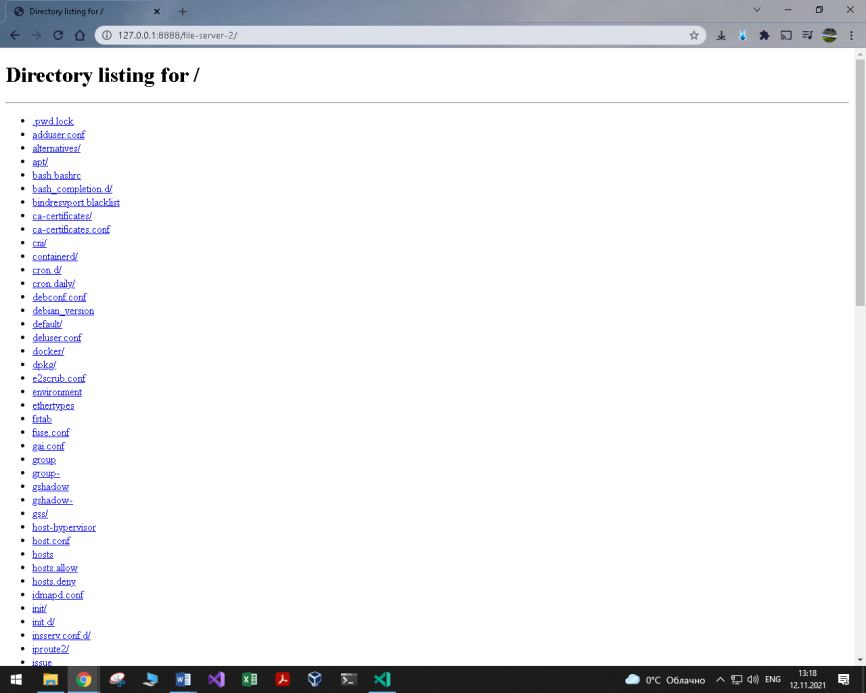 Directory listing for /
127.0.0.1:8888/file-server-2/
Directory listing for /
.pwd.lock
adduser.conf
alternatives/
apt/
bash.bashrc
bash_completion.d/
bindresvport.blacklist
ca-certificates/
ca-certificates.conf
cni/
containerd/
cron.d/
cron.daily/
debconf.conf
debian_version
default/
deluser.conf
docker/
dpkg/
e2scrub.conf
environment
ethertypes
fstab
fuse.conf
gai.conf
group
group-
gshadow
gshadow-
gss/
host-hypervisor
host.conf
hosts
hosts.allow
hosts.deny
idmapd.conf
init/
init.d/
insserv.conf.d/
iproute2/
issue
0°C Облачно ENG 13:18
12.11.2021